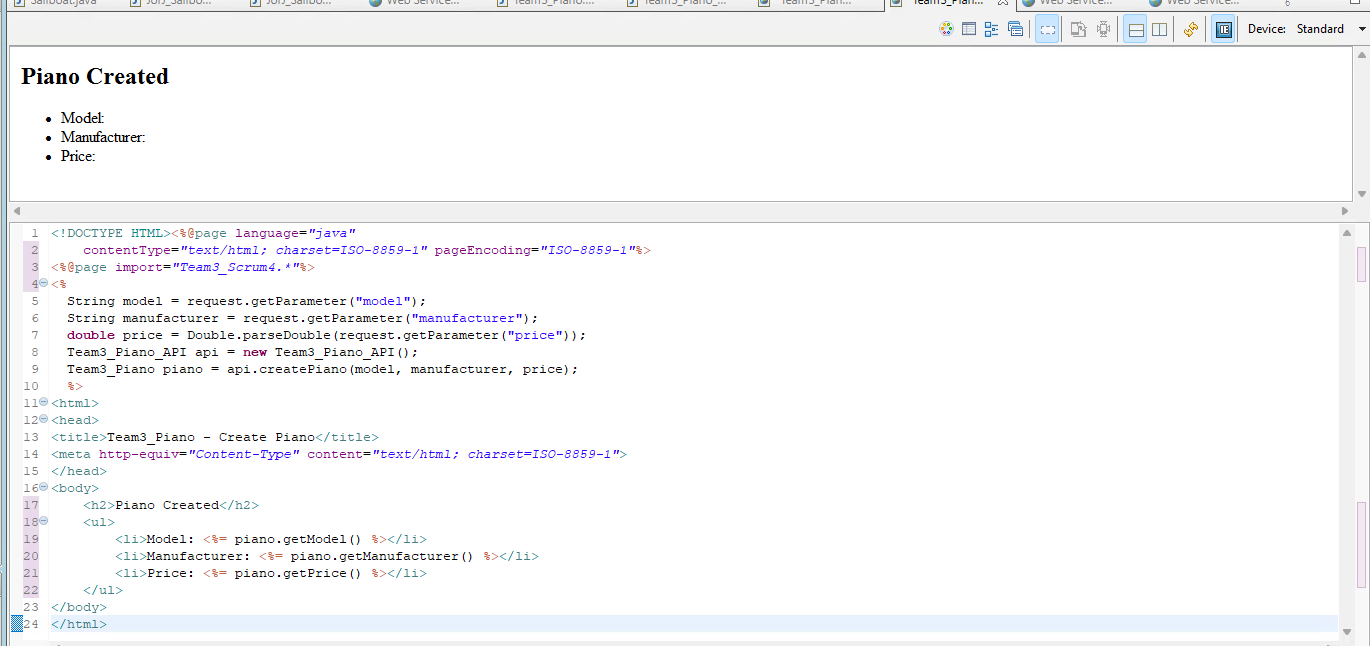 Device: Standard
Piano Created
Model:
Manufacturer:
Price:
1 <!DOCTYPE HTML><%@page language="java"
2 contentType="text/html; charset=ISO-8859-1" pageEncoding="ISO-8859-1"%>
3 <%@page import="Team3_Scrum4.*"%>
4 <%
5 String model = request.getParameter("model");
6 String manufacturer = request.getParameter("manufacturer");
7 double price = Double.parseDouble(request.getParameter("price"));
8 Team3_Piano_API api = new Team3_Piano_API();
9 Team3_Piano piano = api.createPiano(model, manufacturer, price);
10 %>
11 <html>
12 <head>
13 <title>Team3_Piano - Create Piano</title>
14 <meta http-equiv="Content-Type" content="text/html; charset=ISO-8859-1">
15 </head>
16 <body>
17 <h2>Piano Created</h2>
18 <ul>
19 <li>Model: <%= piano.getModel() %></li>
20 <li>Manufacturer: <%= piano.getManufacturer() %></li>
21 <li>Price: <%= piano.getPrice() %></li>
22 </ul>
23 </body>
24 </html>